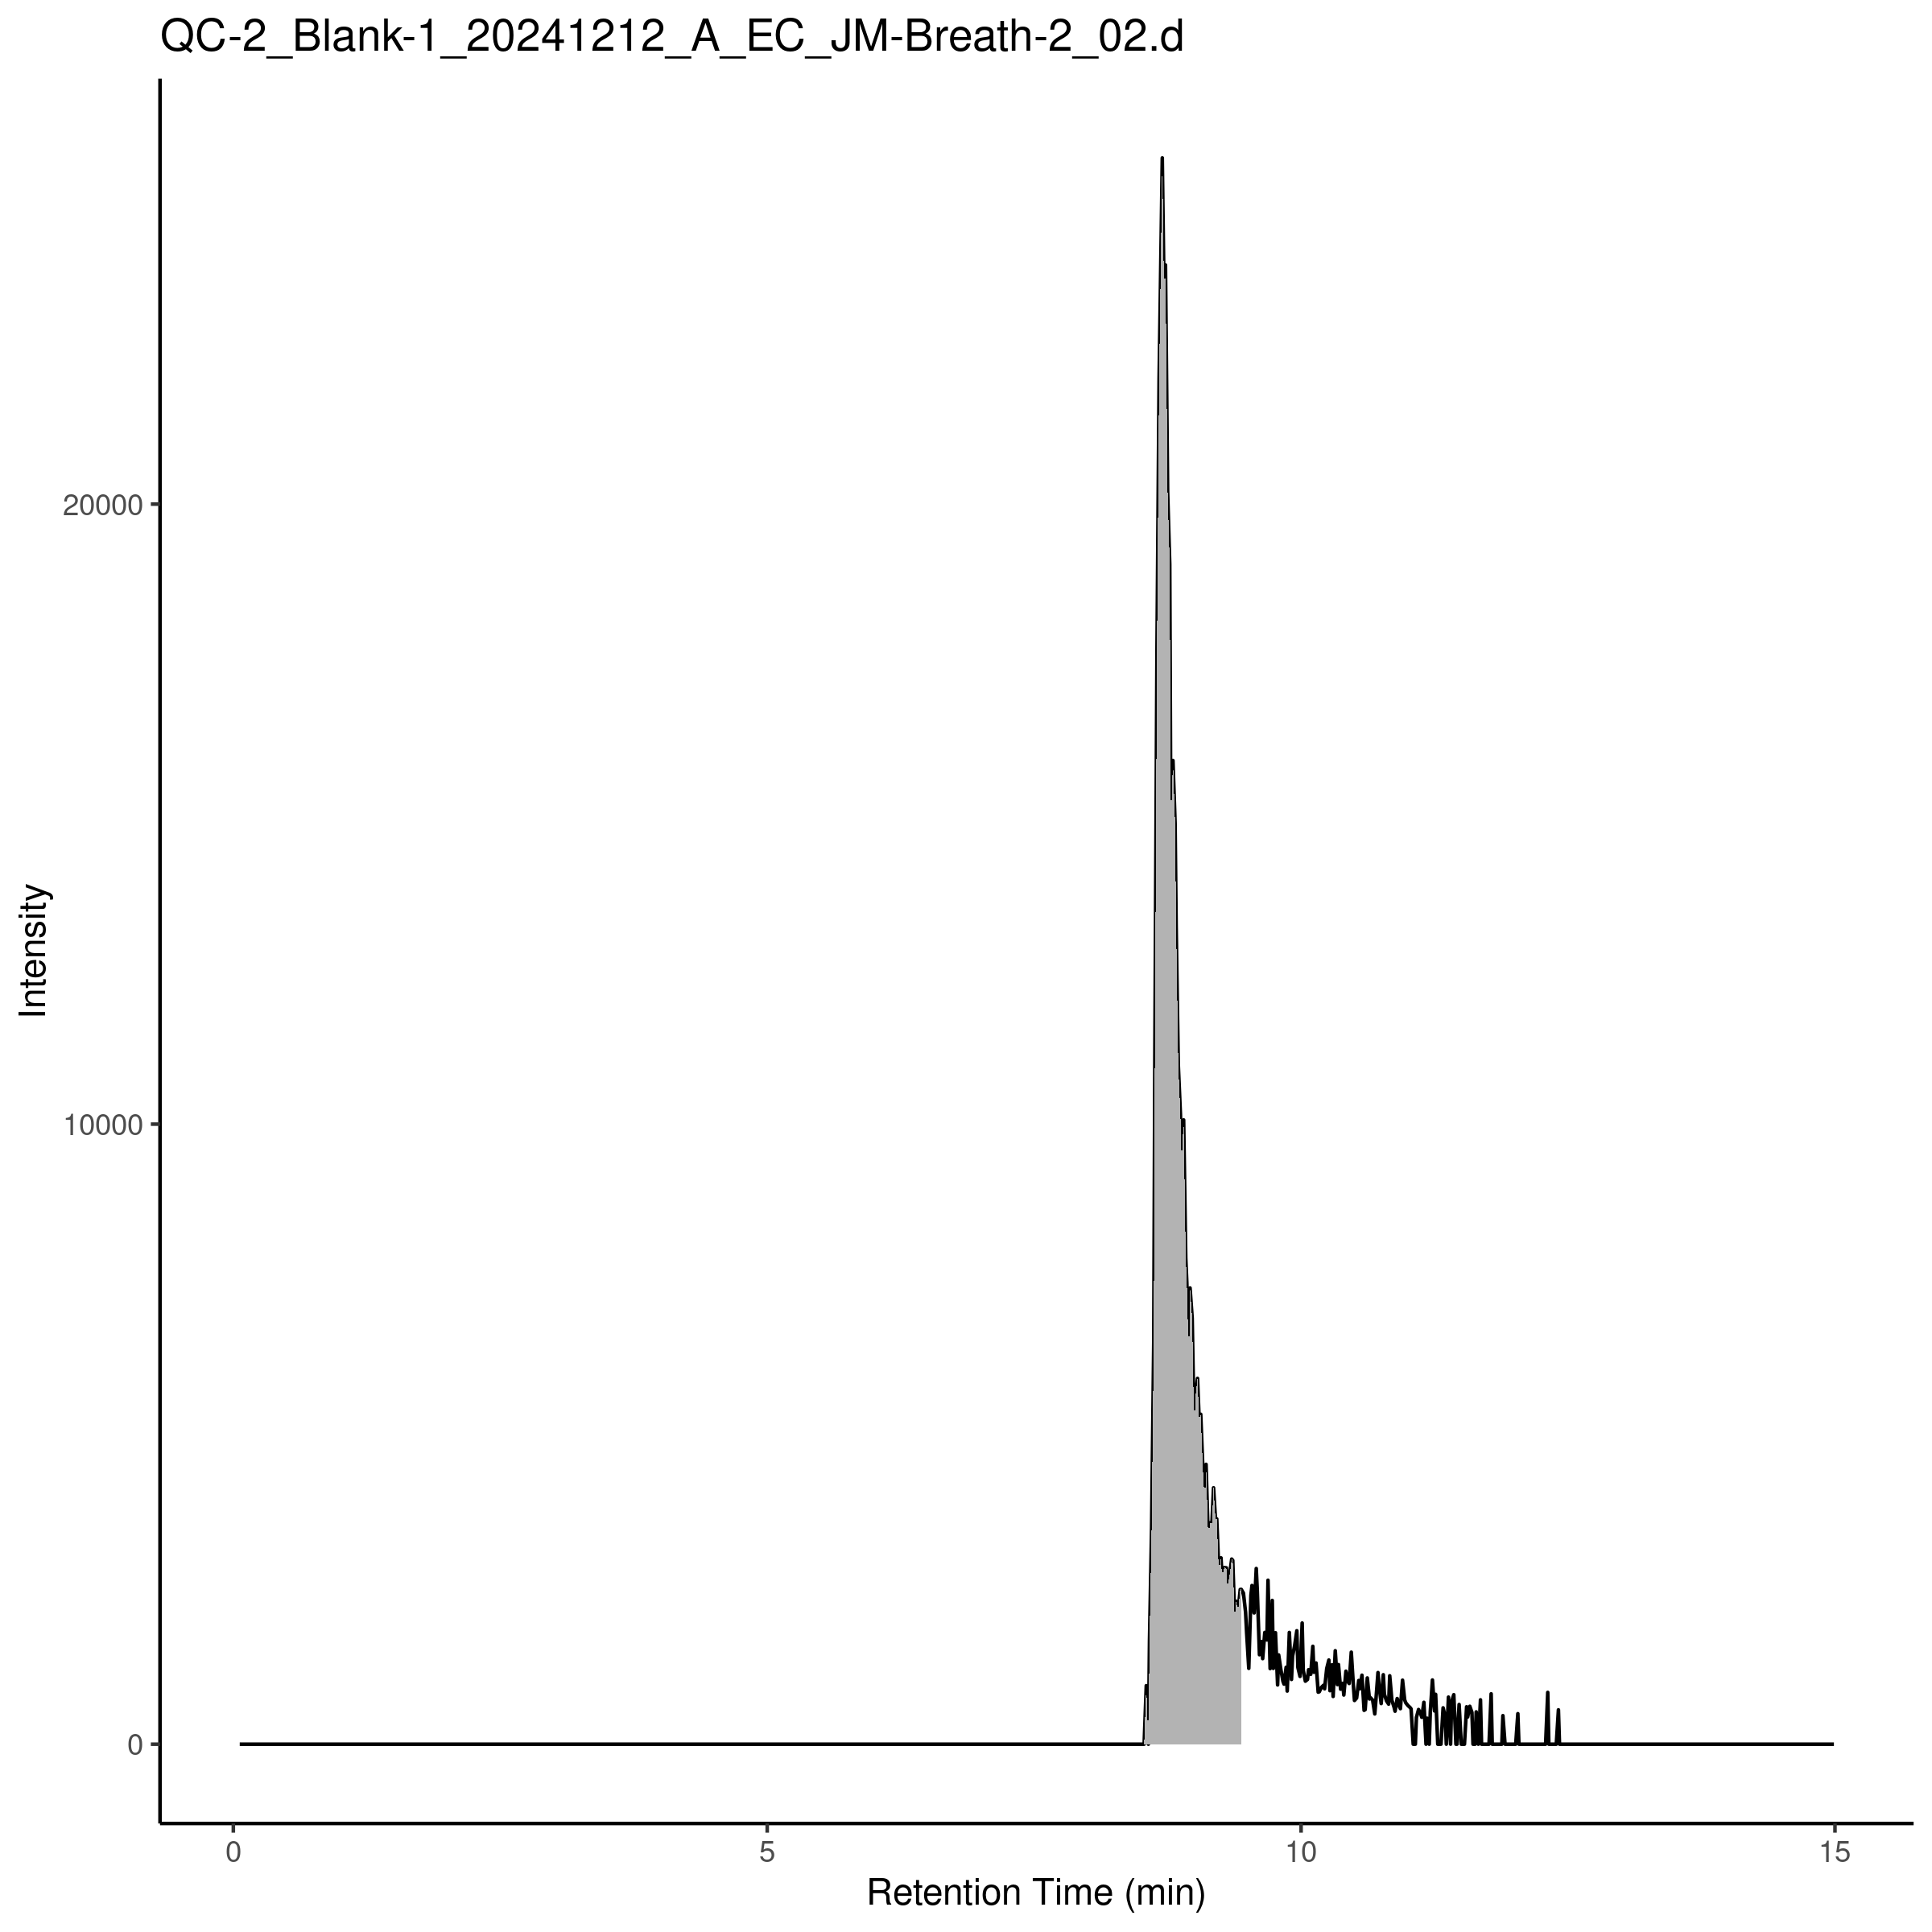 QC-2_Blank-1_20241212_A_EC_JM-Breath-2_02.d
Intensity
20000
10000
0
0 5 10 15
Retention Time (min)